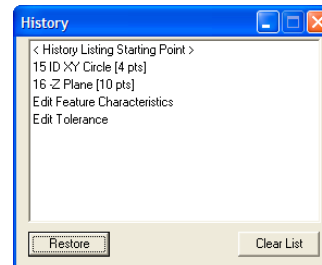 History
< History Listing Starting Point >
15 ID XY Circle [4 pts]
16 -Z Plane [10 pts]
Edit Feature Characteristics
Edit Tolerance
Restore
Clear List